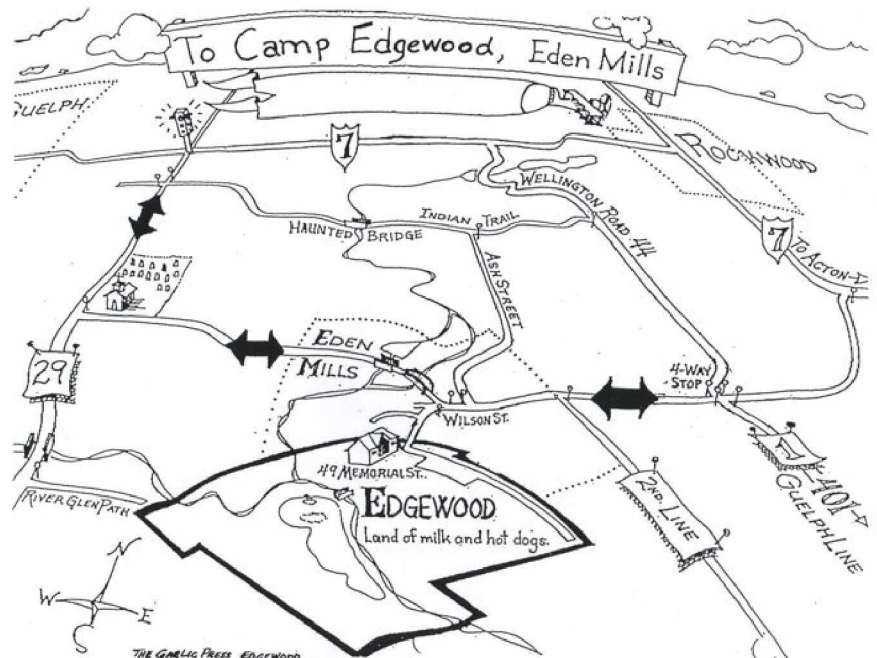 To Camp Edgewood, Eden Mills
GUELPH
7
ROCKWOOD
WELLINGTON ROAD 44
INDIAN TRAIL
HAUNTED BRIDGE
7
TO ACTON
ASH STREET
EDEN
MILLS
29
4-WAY
STOP
WILSON ST.
1
401
GUELPH LINE
49 MEMORIAL ST.
EDGEWOOD
Land of milk and hot dogs.
2ND. LINE
RIVER GLEN PATH
N
W
E
S
THE GARLIC PRESS EDGEWOOD